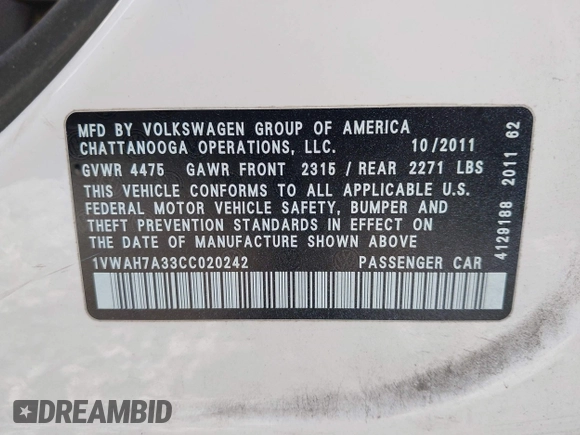 MFD BY VOLKSWAGEN GROUP OF AMERICA
CHATTANOOGA OPERATIONS, LLC. 10/2011
GVWR 4475 GAWR FRONT 2315 / REAR 2271 LBS
THIS VEHICLE CONFORMS TO ALL APPLICABLE U.S.
FEDERAL MOTOR VEHICLE SAFETY, BUMPER AND
THEFT PREVENTION STANDARDS IN EFFECT ON THE
DATE OF MANUFACTURE SHOWN ABOVE
1VWAH7A33CC020242 PASSENGER CAR
4129188 2011 62
DREAMBID